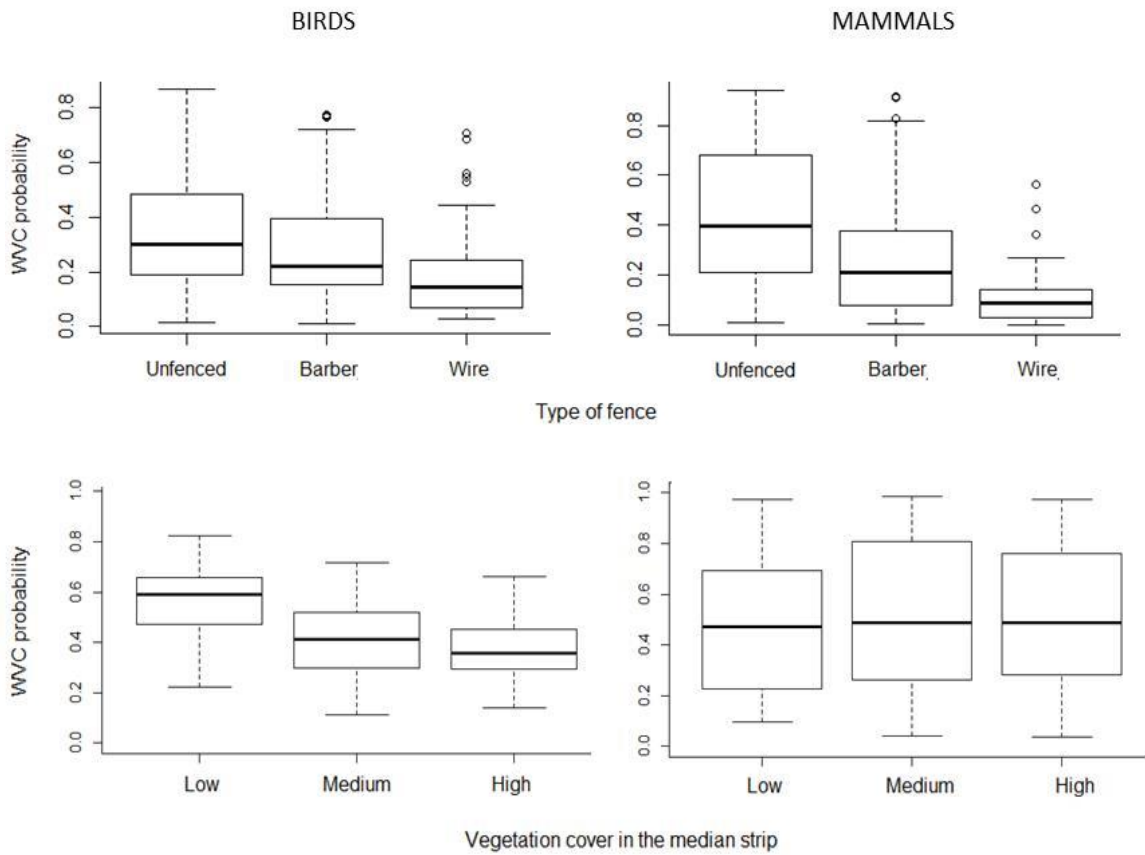 BIRDS MAMMALS
WVC probability
0.0 0.2 0.4 0.6 0.8
0.0 0.2 0.4 0.6 0.8
Unfenced Barber Wire
Unfenced Barber. Wire.
Type of fence
WVC probability
0.0 0.2 0.4 0.6 0.8 1.0
0.0 0.2 0.4 0.6 0.8 1.0
Low Medium High
Low Medium High
Vegetation cover in the median strip